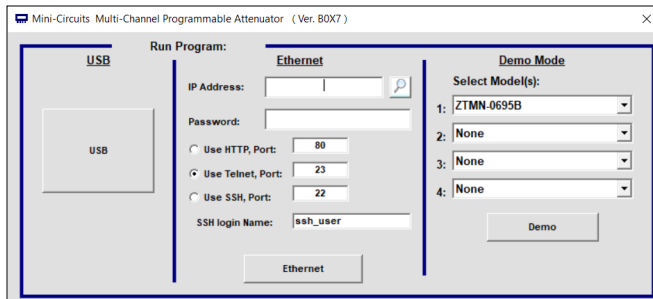 Mini-Circuits Multi-Channel Programmable Attenuator ( Ver. B0X7 )
Run Program:
USB
USB
Ethernet
IP Address:
Password:
Use HTTP, Port: 80
Use Telnet, Port: 23
Use SSH, Port: 22
SSH login Name: ssh_user
Ethernet
Demo Mode
Select Model(s):
1: ZTMN-0695B
2: None
3: None
4: None
Demo